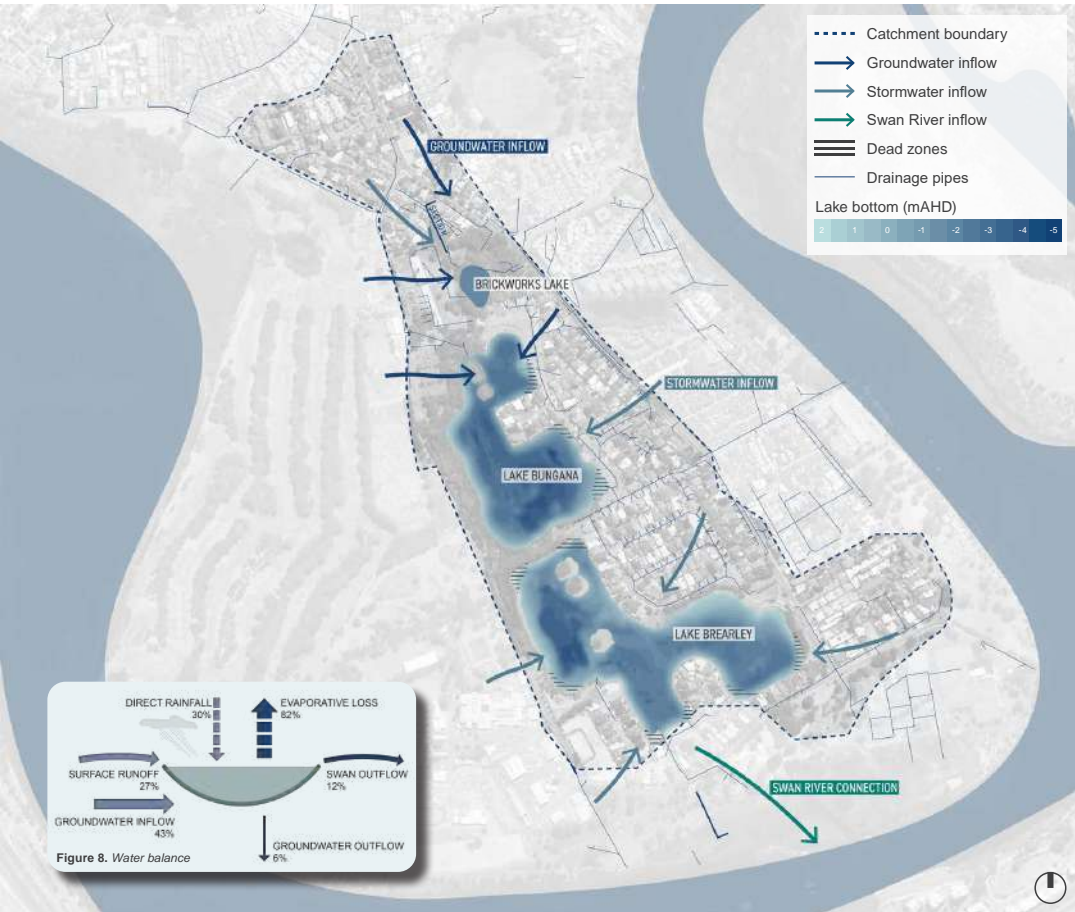 Catchment boundary
Groundwater inflow
Stormwater inflow
Swan River inflow
Dead zones
Drainage pipes
Lake bottom (mAHD)
2 1 0 -1 -2 -3 -4 -5
GROUNDWATER INFLOW
BRICKWORKS LAKE
STORMWATER INFLOW
LAKE BUNGANA
LAKE BREARLEY
SWAN RIVER CONNECTION
DIRECT RAINFALL
30%
EVAPORATIVE LOSS
82%
SURFACE RUNOFF
27%
SWAN OUTFLOW
12%
GROUNDWATER INFLOW
43%
GROUNDWATER OUTFLOW
6%
Figure 8. Water balance